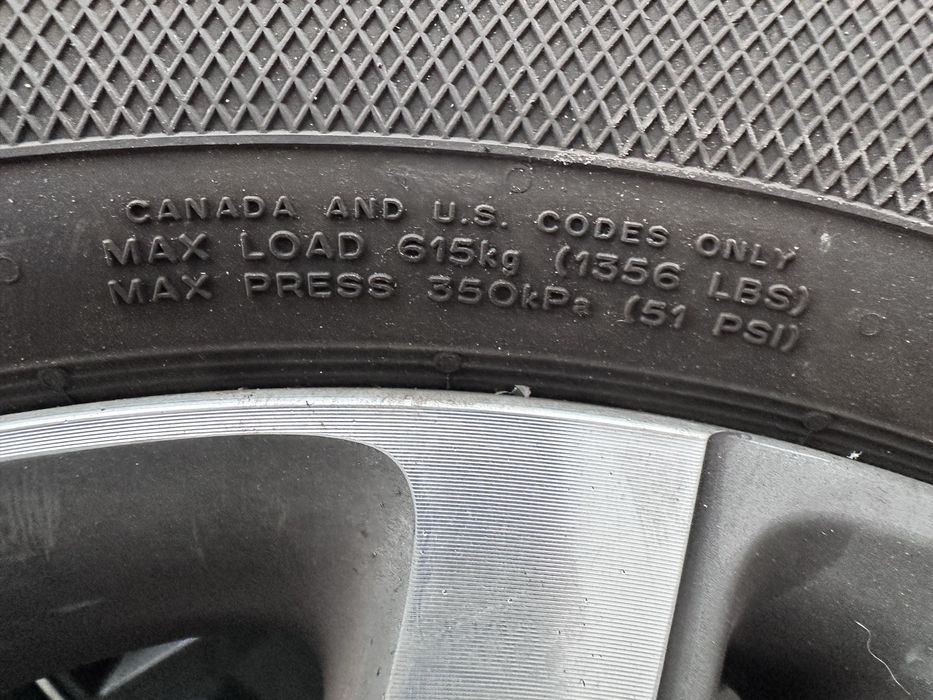 CANADA AND U.S. CODES ONLY
MAX LOAD 615kg (1356 LBS)
MAX PRESS 350kPa (51 PSI)